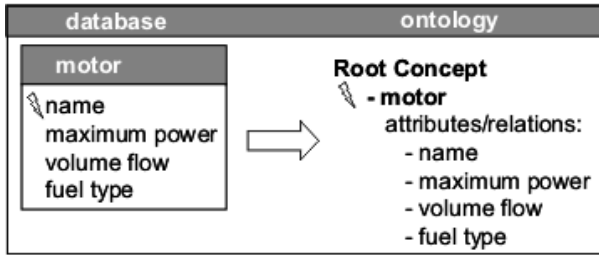 database
ontology
motor
name
maximum power
volume flow
fuel type
Root Concept
- motor
attributes/relations:
- name
- maximum power
- volume flow
- fuel type